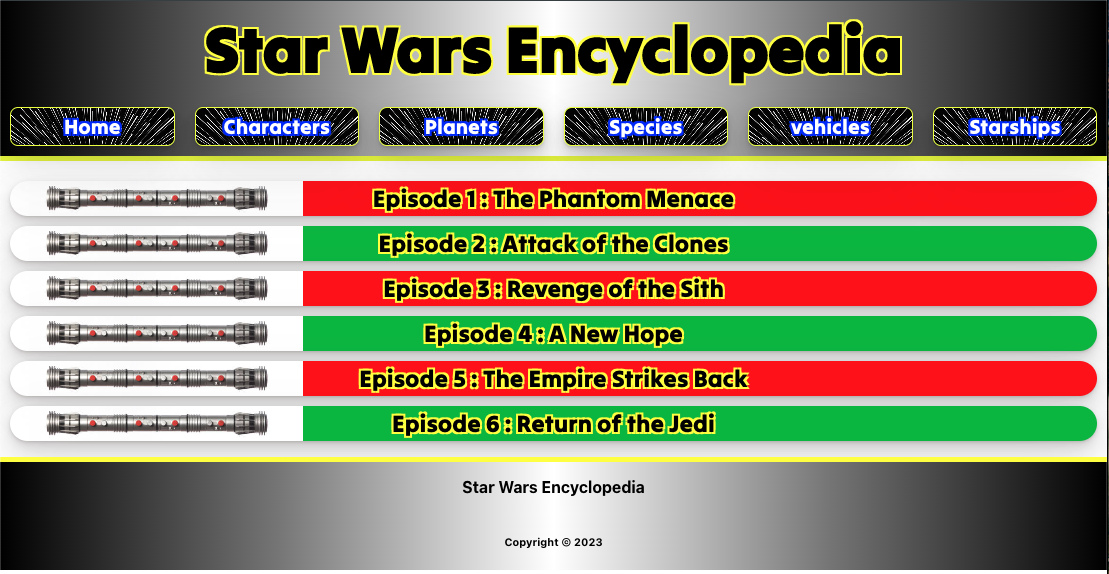 Star Wars Encyclopedia
Home Characters Planets Species vehicles Starships
Episode 1 : The Phantom Menace
Episode 2 : Attack of the Clones
Episode 3 : Revenge of the Sith
Episode 4 : A New Hope
Episode 5 : The Empire Strikes Back
Episode 6 : Return of the Jedi
Star Wars Encyclopedia
Copyright © 2023